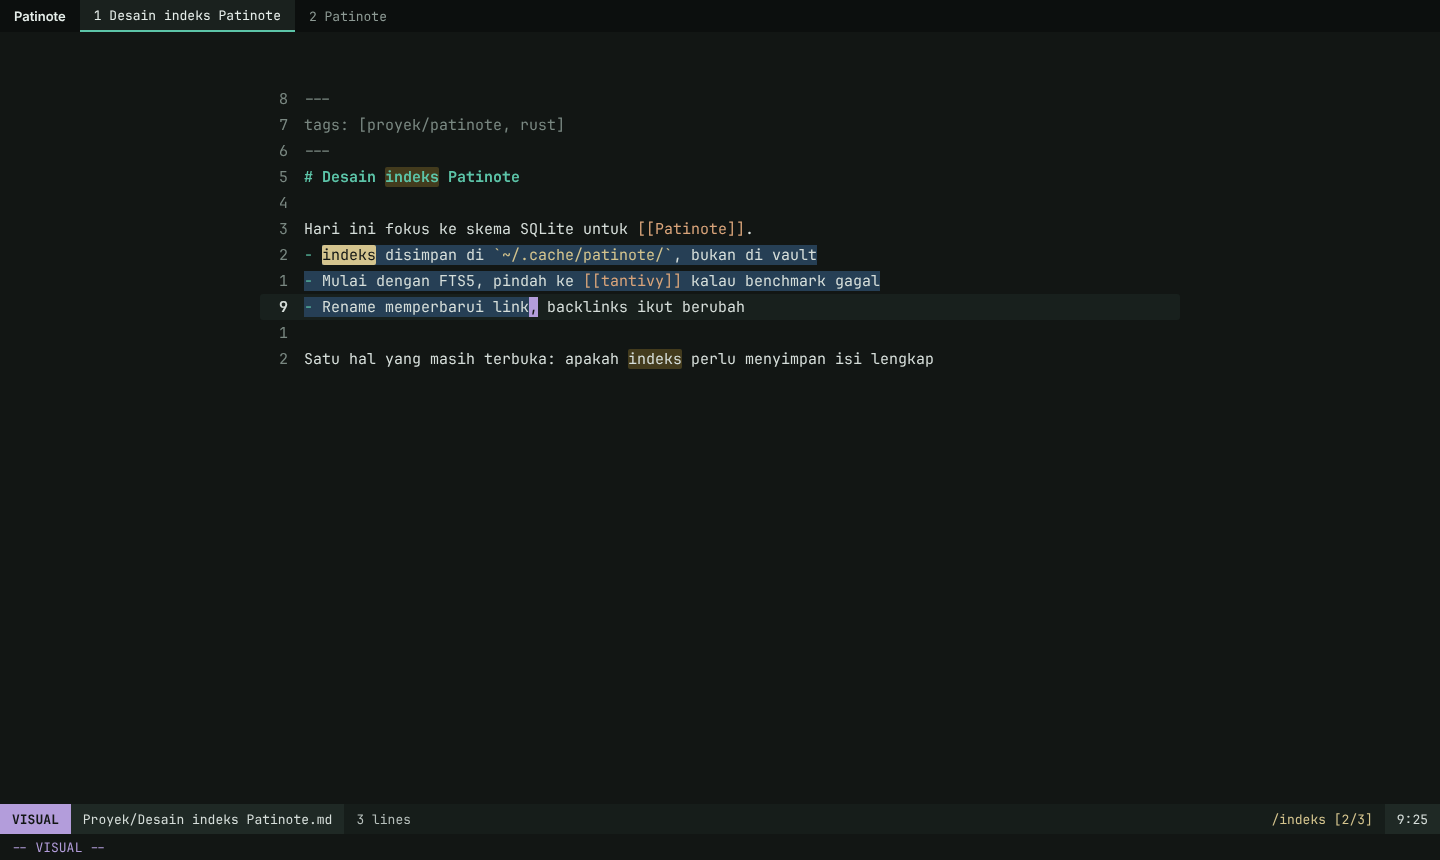 Patinote 1 Desain indeks Patinote 2 Patinote
8 ---
7 tags: [proyek/patinote, rust]
6 ---
5 # Desain indeks Patinote
4
3 Hari ini fokus ke skema SQLite untuk [[Patinote]].
2 - indeks disimpan di `~/.cache/patinote/`, bukan di vault
1 - Mulai dengan FTS5, pindah ke [[tantivy]] kalau benchmark gagal
9 - Rename memperbarui link, backlinks ikut berubah
1
2 Satu hal yang masih terbuka: apakah indeks perlu menyimpan isi lengkap
VISUAL Proyek/Desain indeks Patinote.md 3 lines /indeks [2/3] 9:25
-- VISUAL --